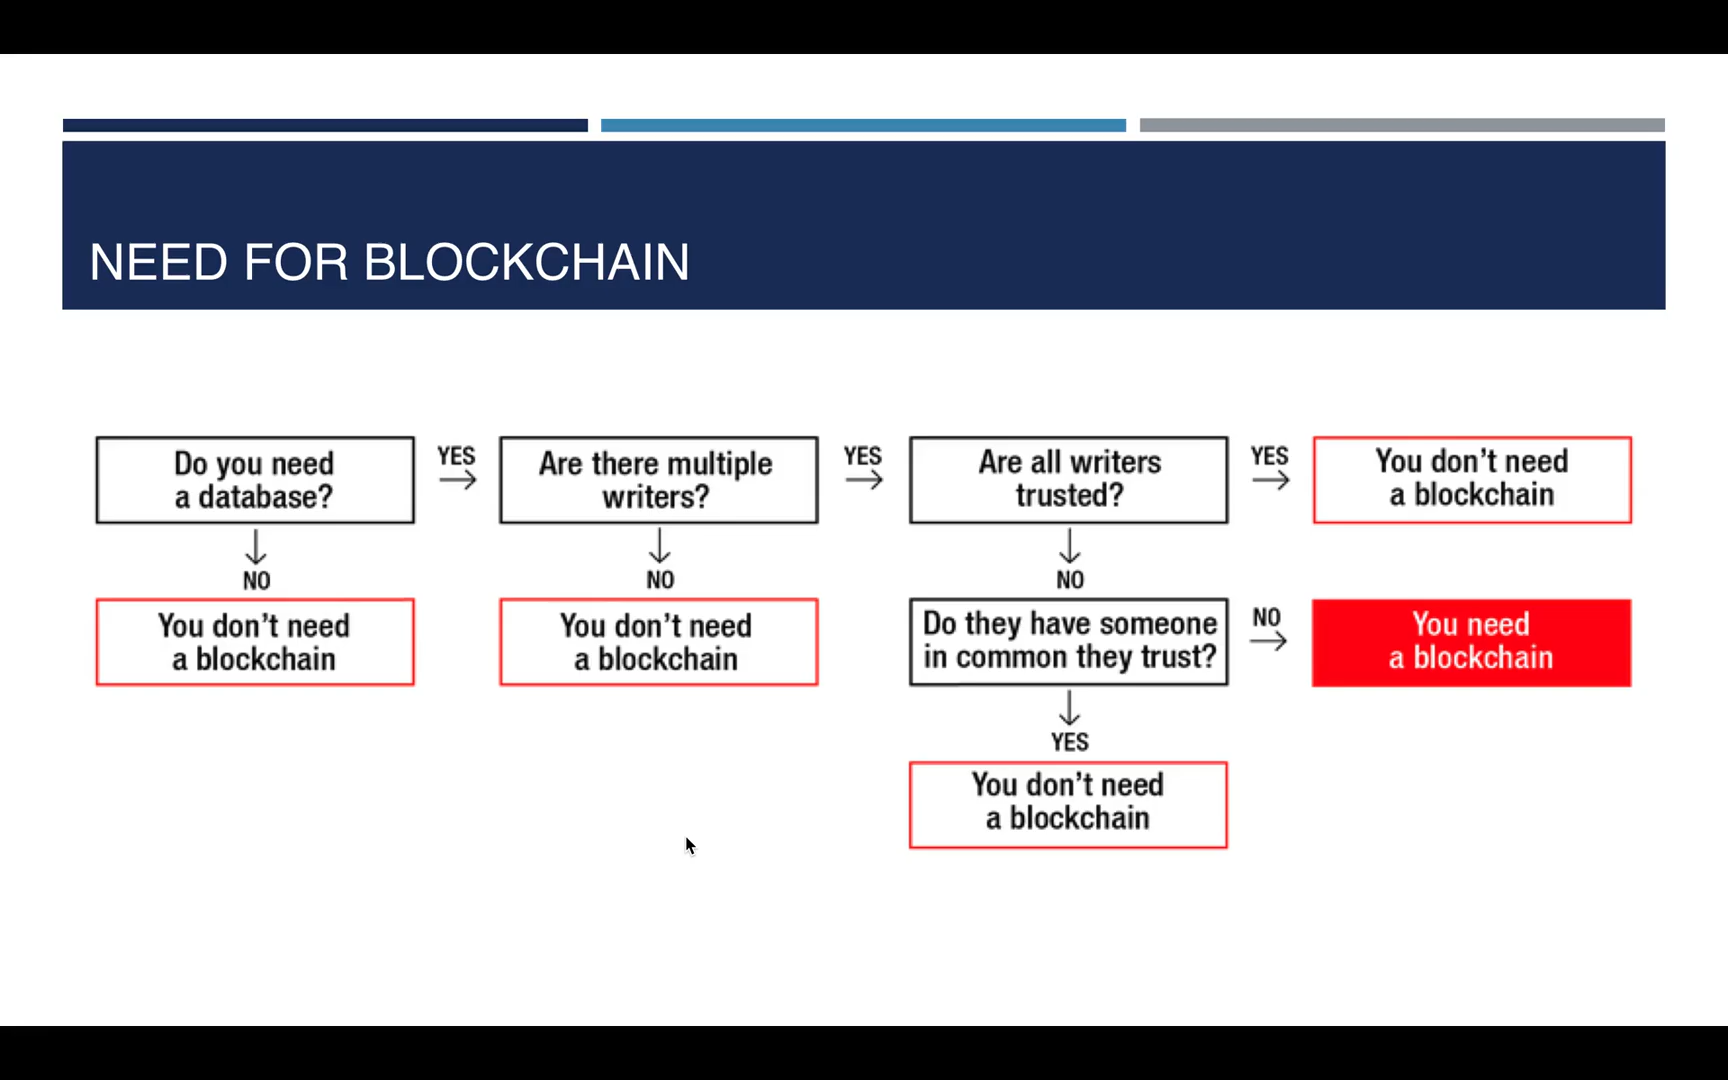 NEED FOR BLOCKCHAIN
Do you need
a database?
YES
Are there multiple
writers?
YES
Are all writers
trusted?
YES
You don't need
a blockchain
NO
NO
NO
You don't need
a blockchain
You don't need
a blockchain
Do they have someone
in common they trust?
NO
You need
a blockchain
YES
You don't need
a blockchain